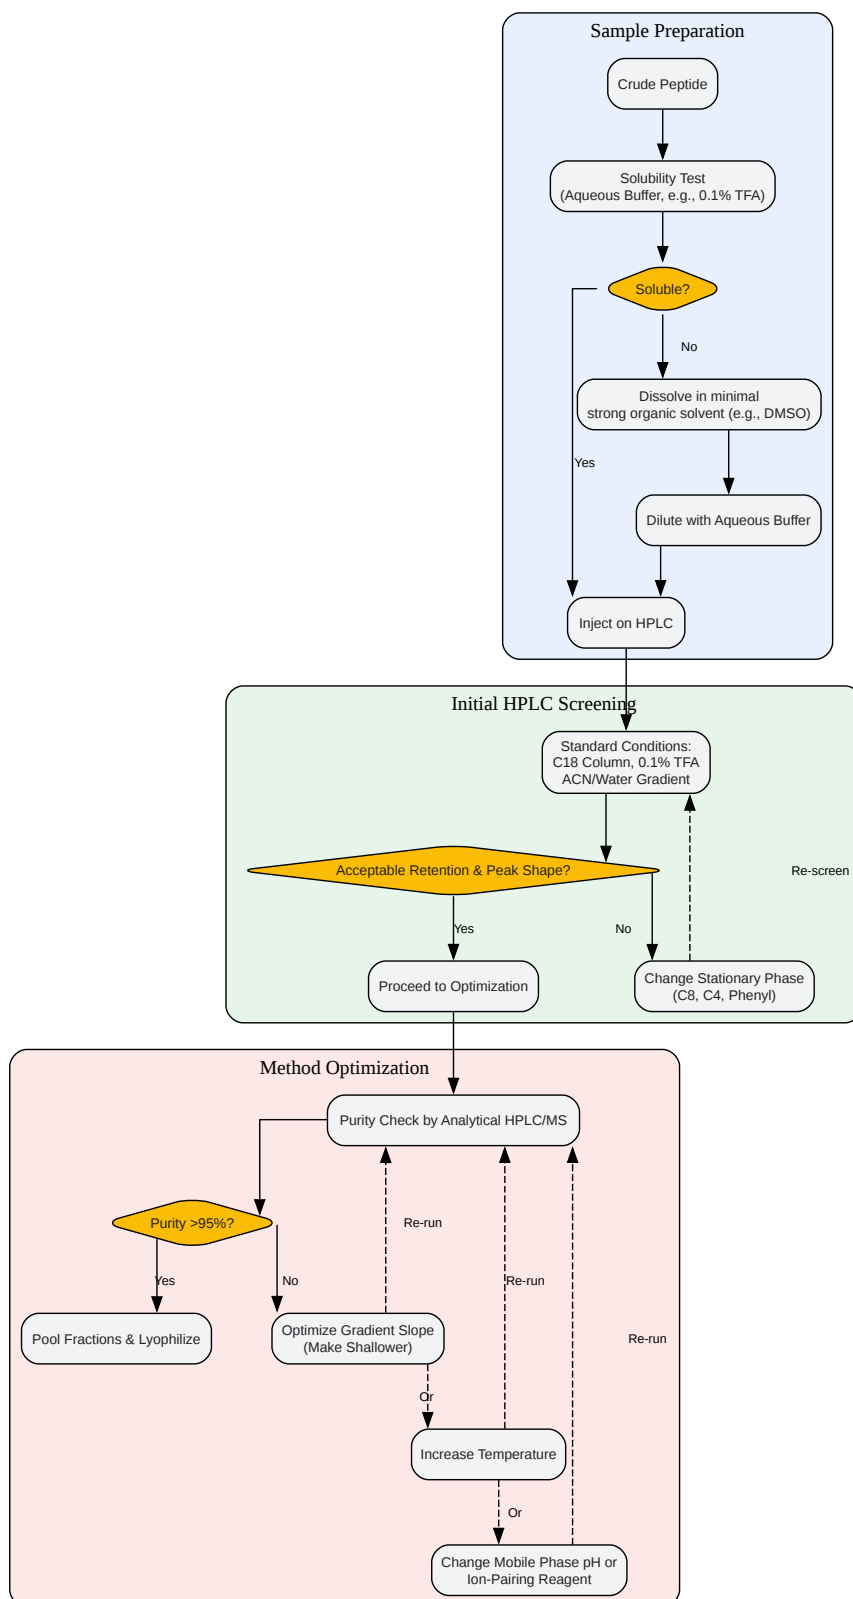 Sample Preparation
Crude Peptide
Solubility Test
(Aqueous Buffer, e.g., 0.1% TFA)
Soluble?
No
Dissolve in minimal
strong organic solvent (e.g., DMSO)
Yes
Dilute with Aqueous Buffer
Inject on HPLC
Initial HPLC Screening
Standard Conditions:
C18 Column, 0.1% TFA
ACN/Water Gradient
Acceptable Retention & Peak Shape?
Re-screen
Yes
No
Proceed to Optimization
Change Stationary Phase
(C8, C4, Phenyl)
Method Optimization
Purity Check by Analytical HPLC/MS
Purity >95%?
Re-run
Yes
No
Re-run
Pool Fractions & Lyophilize
Optimize Gradient Slope
(Make Shallower)
Re-run
Or
Increase Temperature
Or
Change Mobile Phase pH or
Ion-Pairing Reagent